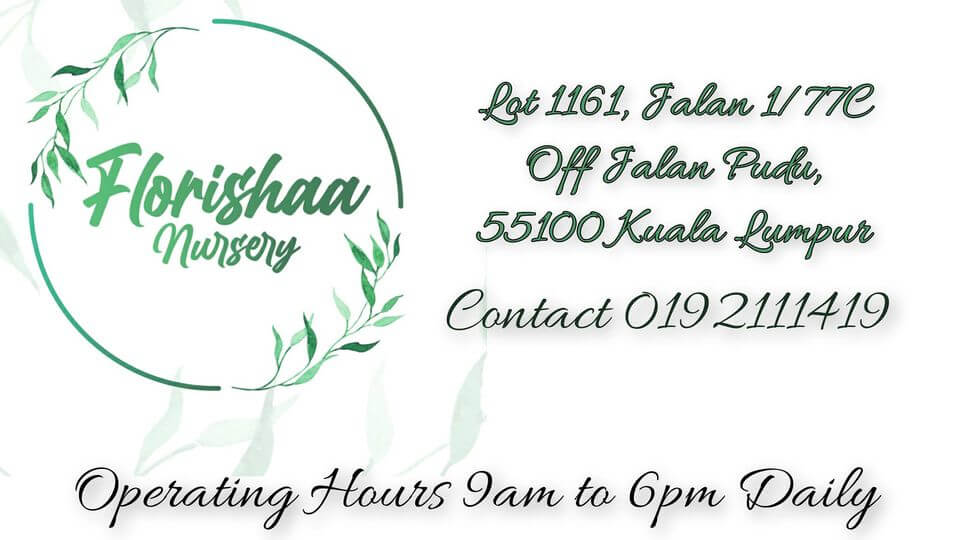 Florishaa
Nursery
Lot 1161, Jalan 1/77C
Off Jalan Pudu,
55100 Kuala Lumpur
Contact 019 2111419
Operating Hours 9am to 6pm Daily